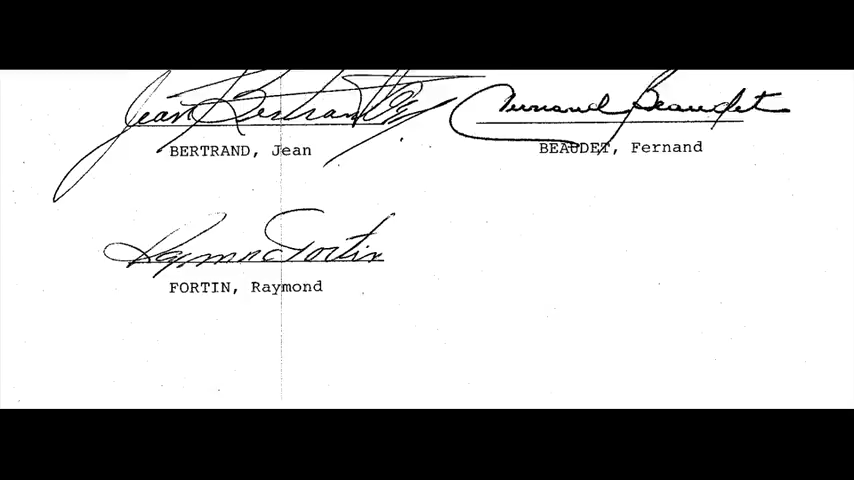 Jean Bertrand Fernand Beaudet
BERTRAND, Jean BEAUDET, Fernand
Raymond Fortin
FORTIN, Raymond